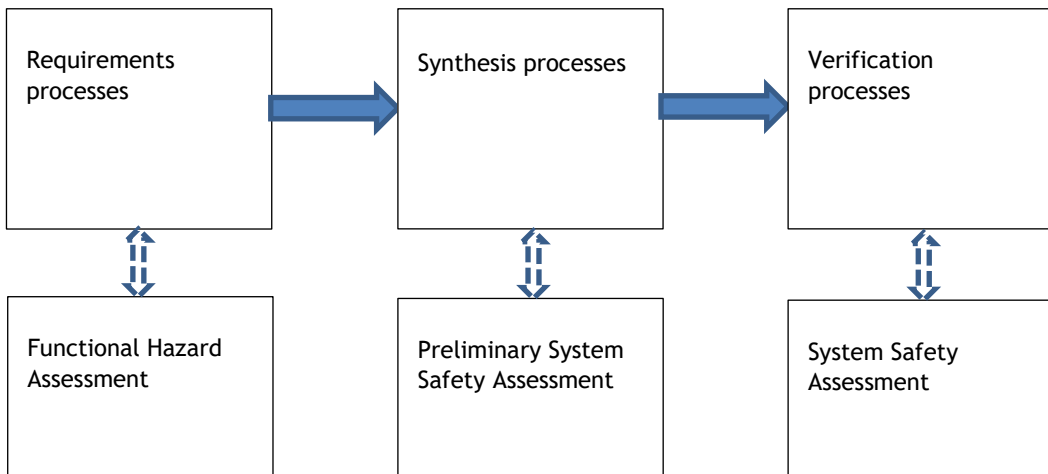 Requirements
processes
Synthesis processes
Verification
processes
Functional Hazard
Assessment
Preliminary System
Safety Assessment
System Safety
Assessment